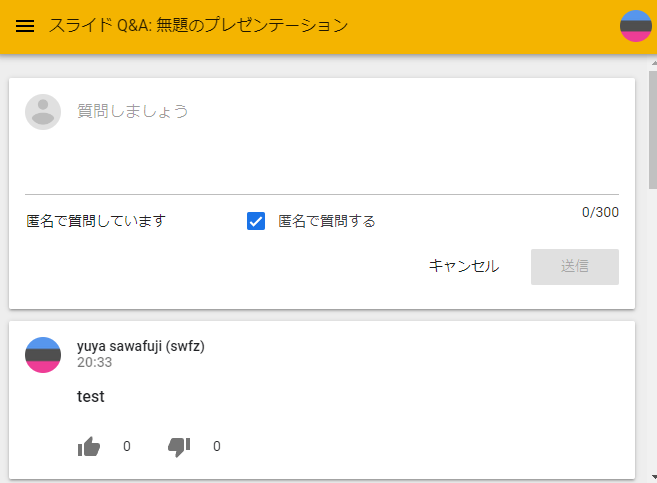 スライド Q&A: 無題のプレゼンテーション
質問しましょう
匿名で質問しています
匿名で質問する
0/300
キャンセル
送信
yuya sawafuji (swfz)
20:33
test
0
0